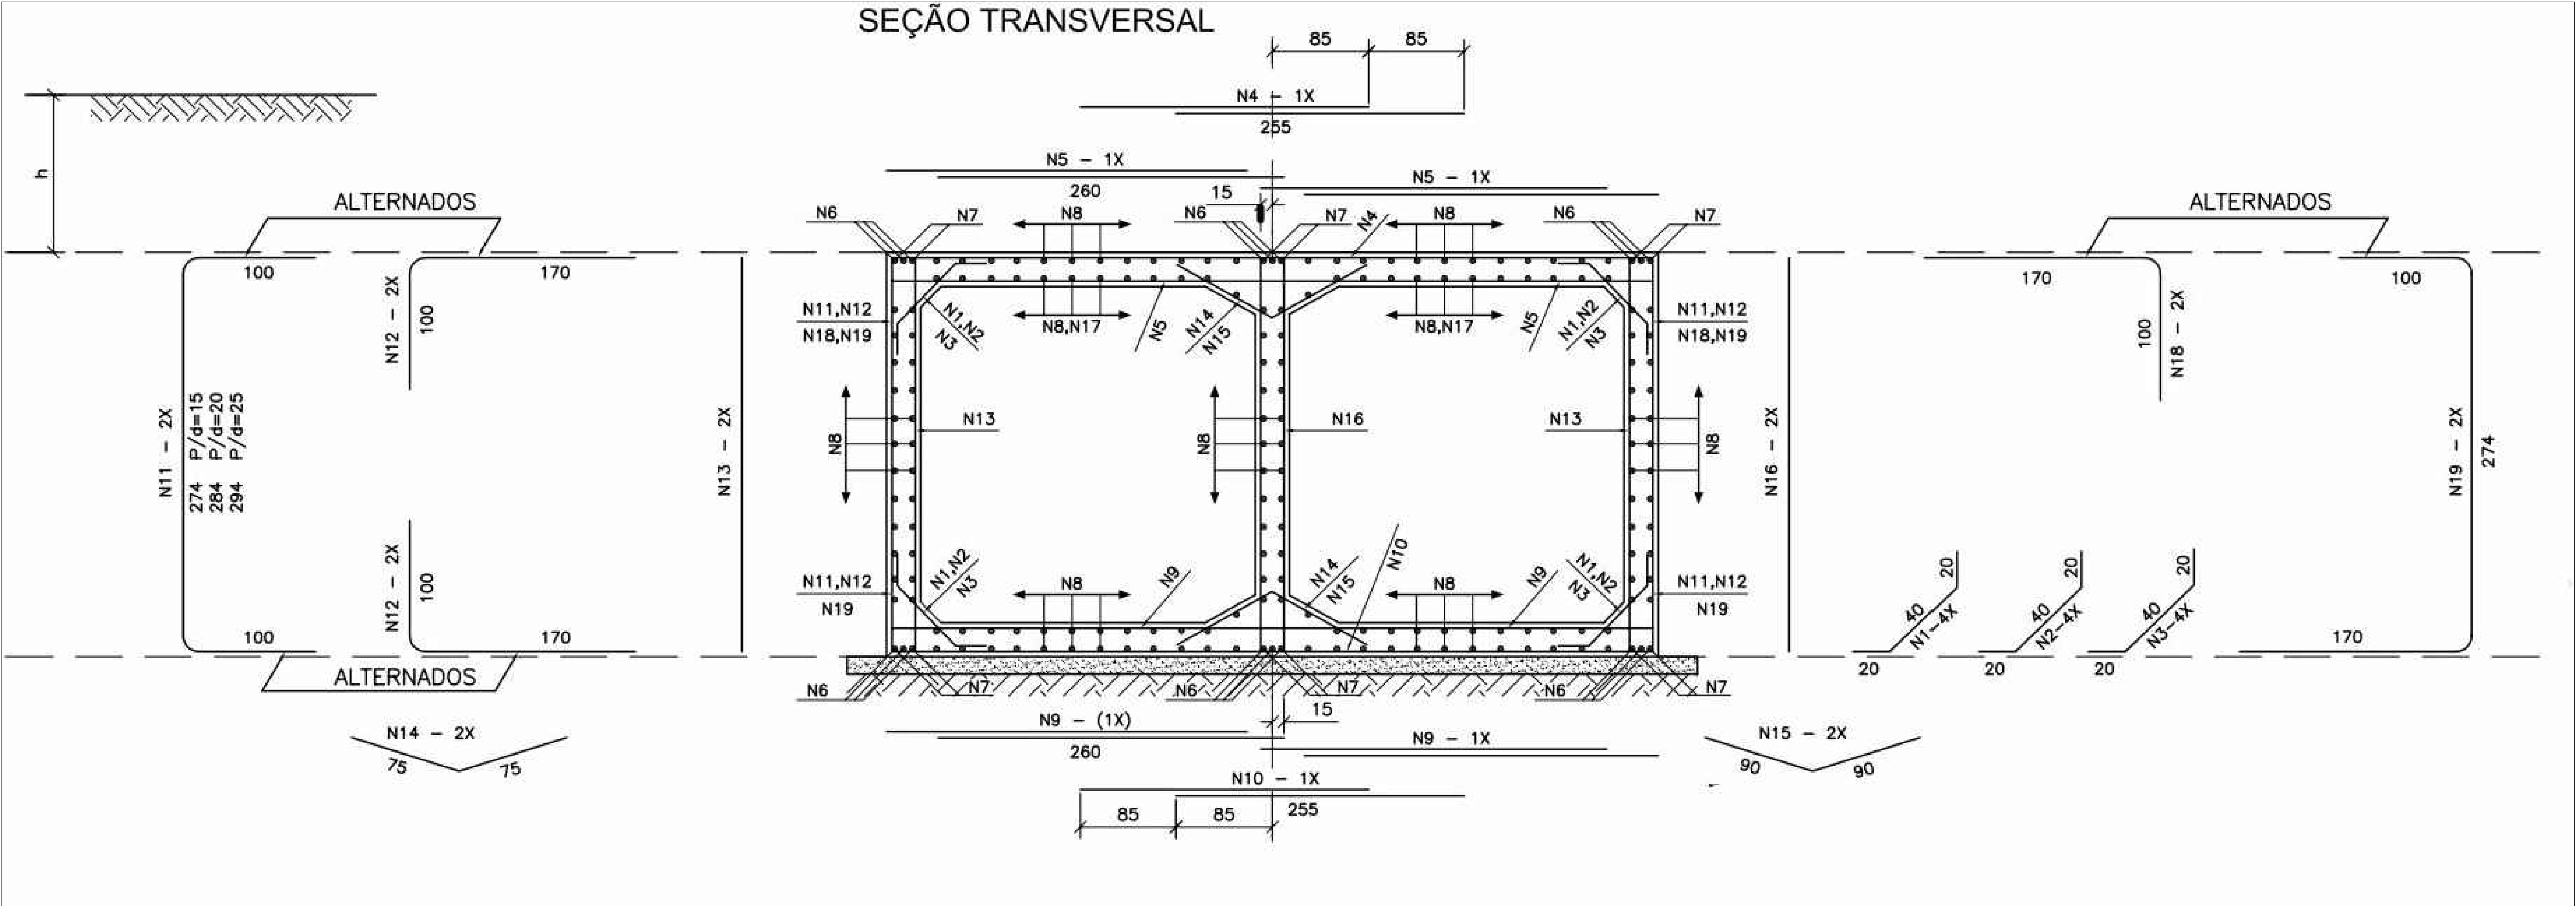 SEÇÃO TRANSVERSAL
85
85
N4 - 1X
255
h
ALTERNADOS
100
N12 - 2X
100
170
N11 - 2X
274 P/d=15
284 P/d=20
294 P/d=25
N12 - 2X
100
100
170
ALTERNADOS
N14 - 2X
75
75
N13 - 2X
N5 - 1X
260
15
N5 - 1X
N6
N7
N8
N6
N7
N4
N8
N6
N7
N11,N12
N18,N19
N1,N2
N3
N8,N17
N5
N14
N15
N8,N17
N5
N1,N2
N3
N11,N12
N18,N19
N8
N13
N8
N16
N13
N8
N11,N12
N19
N1,N2
N3
N8
N9
N14
N15
N10
N8
N9
N1,N2
N3
N11,N12
N19
N6
N7
N6
N7
N6
N7
N9 - (1X)
260
15
N9 - 1X
N10 - 1X
85
85
255
ALTERNADOS
170
100
100
N18 - 2X
N16 - 2X
N19 - 2X
274
20
40
N1-4X
20
20
40
N2-4X
20
20
40
N3-4X
20
170
N15 - 2X
90
90